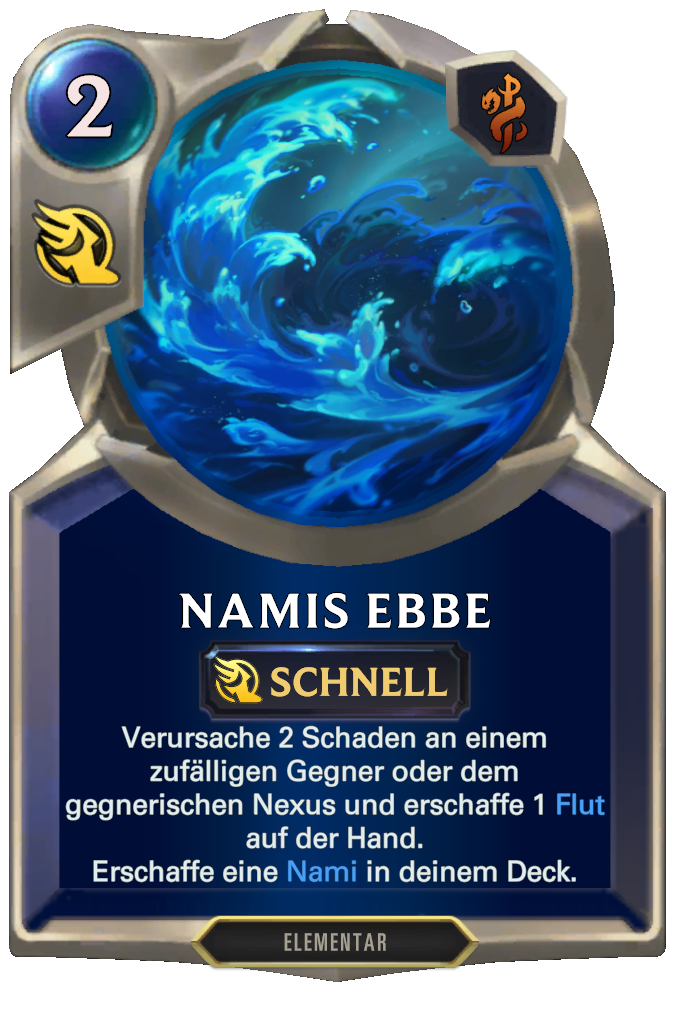 2
NAMIS EBBE
SCHNELL
Verursache 2 Schaden an einem
zufälligen Gegner oder dem
gegnerischen Nexus und erschaffe 1 Flut
auf der Hand.
Erschaffe eine Nami in deinem Deck.
ELEMENTAR